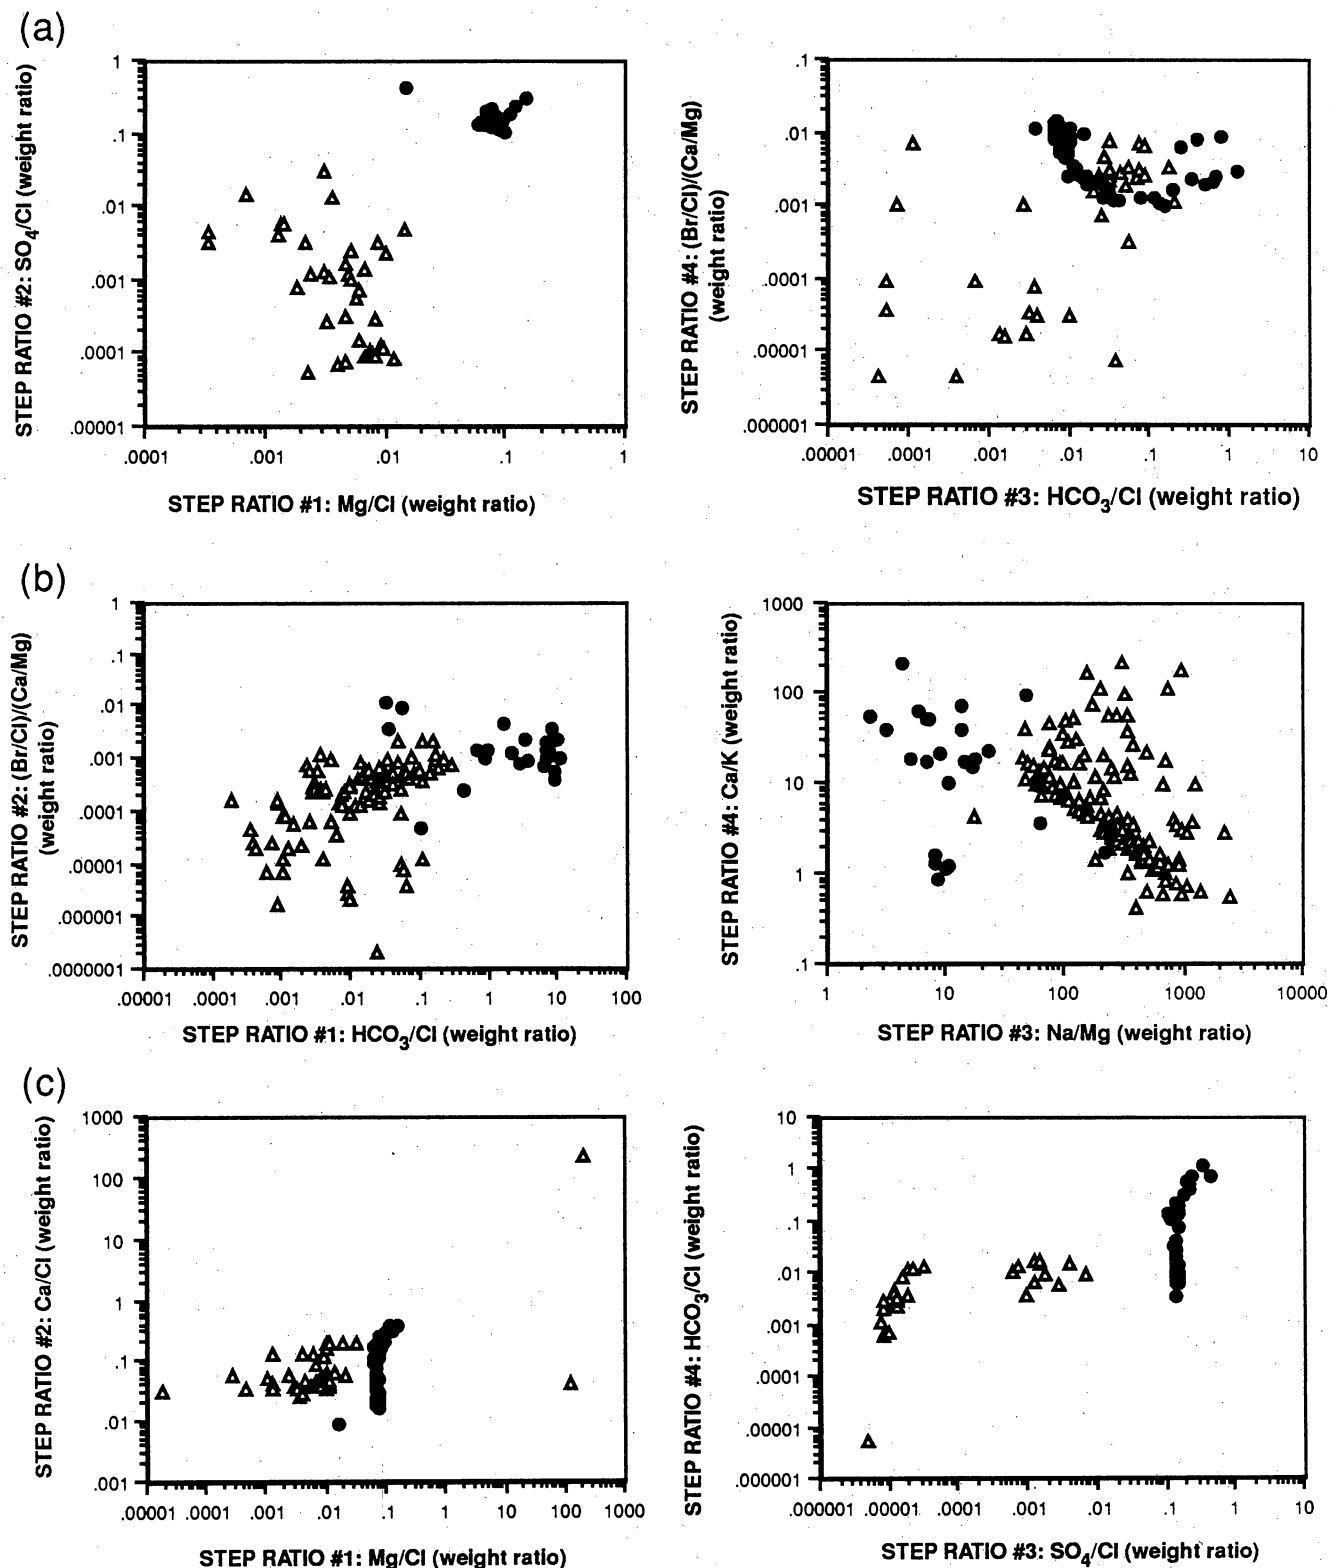 (a)
STEP RATIO #2: SO4/Cl (weight ratio)
1
.1
.01
.001
.0001
.00001
.0001 .001 .01 .1 1
STEP RATIO #1: Mg/Cl (weight ratio)
STEP RATIO #4: (Br/Cl)/(Ca/Mg)
(weight ratio)
.1
.01
.001
.0001
.00001
.000001
.00001 .0001 .001 .01 .1 1 10
STEP RATIO #3: HCO3/Cl (weight ratio)
(b)
STEP RATIO #2: (Br/Cl)/(Ca/Mg)
(weight ratio)
1
.1
.01
.001
.0001
.00001
.000001
.0000001
.00001 .0001 .001 .01 .1 1 10 100
STEP RATIO #1: HCO3/Cl (weight ratio)
STEP RATIO #4: Ca/K (weight ratio)
1000
100
10
1
.1
1 10 100 1000 10000
STEP RATIO #3: Na/Mg (weight ratio)
(c)
STEP RATIO #2: Ca/Cl (weight ratio)
1000
100
10
1
.1
.01
.001
.00001 .0001 .001 .01 .1 1 10 100 1000
STEP RATIO #1: Mg/Cl (weight ratio)
STEP RATIO #4: HCO3/Cl (weight ratio)
10
1
.1
.01
.001
.0001
.00001
.000001
.000001 .00001 .0001 .001 .01 .1 1 10
STEP RATIO #3: SO4/Cl (weight ratio)